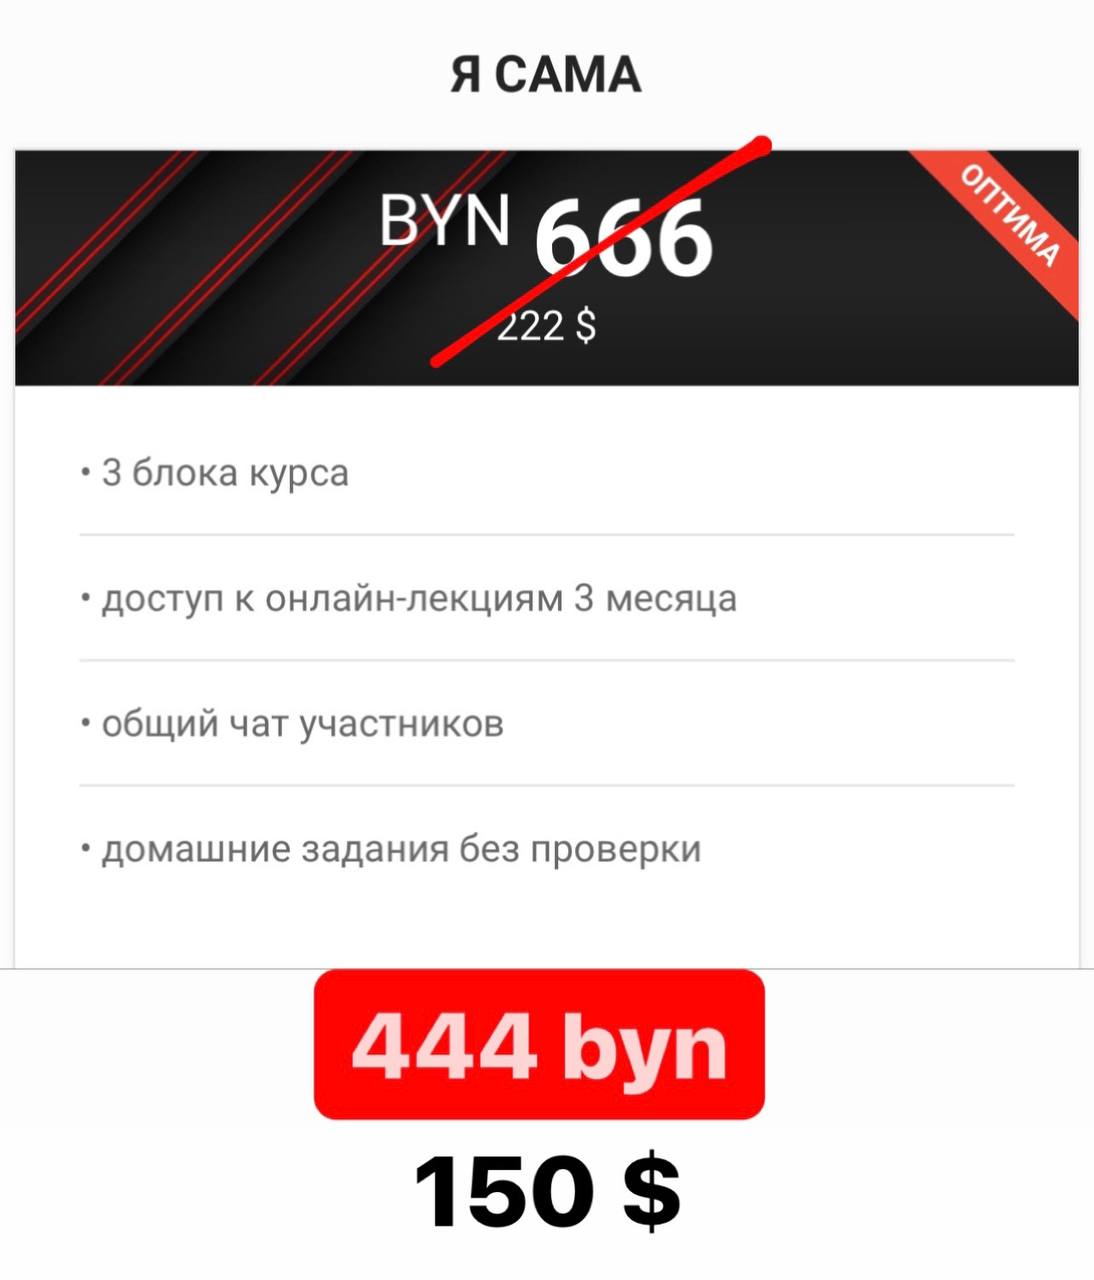 Я САМА
BYN 666
ОПТИМА
222 $
• 3 блока курса
• доступ к онлайн-лекциям 3 месяца
• общий чат участников
• домашние задания без проверки
444 byn
150 $